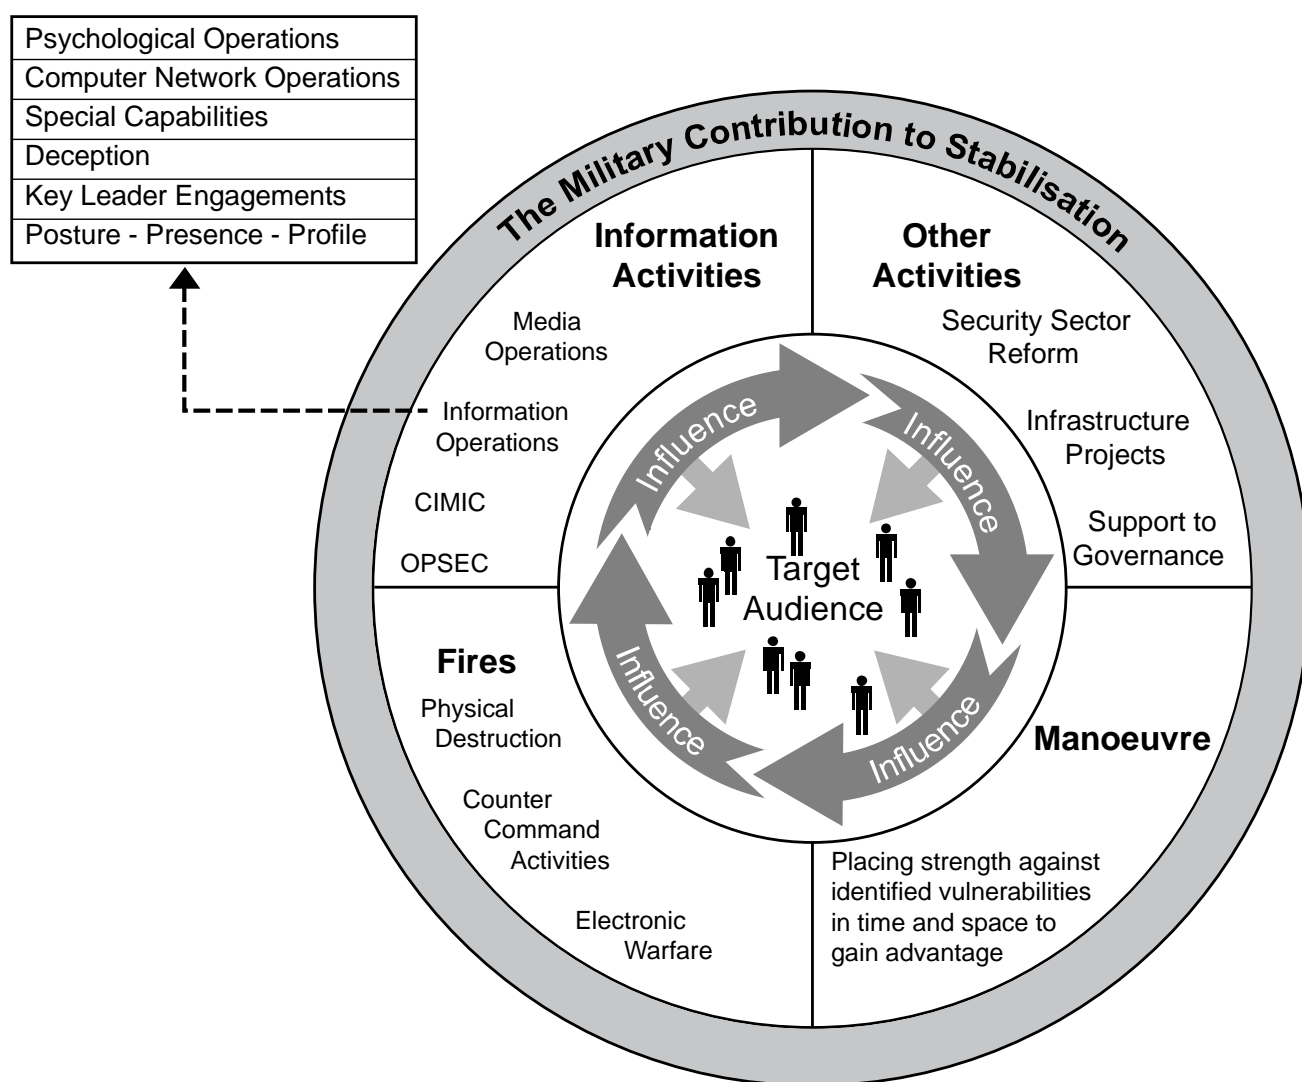 Psychological Operations
Computer Network Operations
Special Capabilities
Deception
Key Leader Engagements
Posture - Presence - Profile
The Military Contribution to Stabilisation
Information
Activities
Media
Operations
Information
Operations
CIMIC
OPSEC
Other
Activities
Security Sector
Reform
Infrastructure
Projects
Support to
Governance
Influence
Influence
Target
Audience
Influence
Influence
Fires
Physical
Destruction
Counter
Command
Activities
Electronic
Warfare
Manoeuvre
Placing strength against
identified vulnerabilities
in time and space to
gain advantage